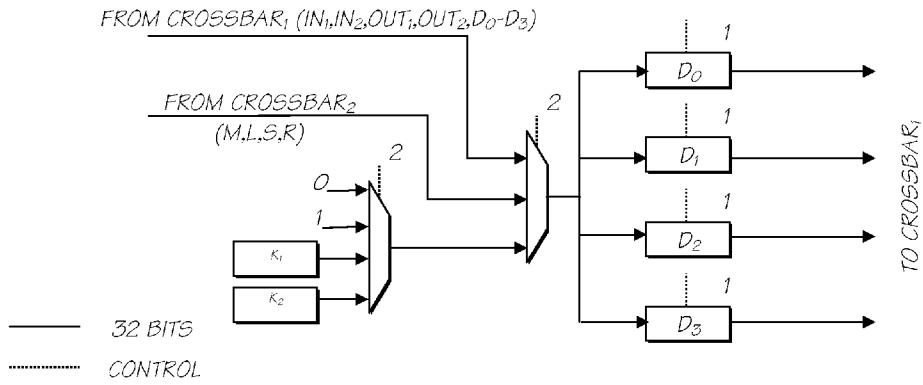 FROM CROSSBAR₁ (IN₁,IN₂,OUT₁,OUT₂,D₀-D₃)
1
D₀
FROM CROSSBAR₂
(M,L,S,R)
2
1
D₁
2
0
1
K₁
K₂
1
D₂
1
D₃
TO CROSSBAR₁
32 BITS
CONTROL